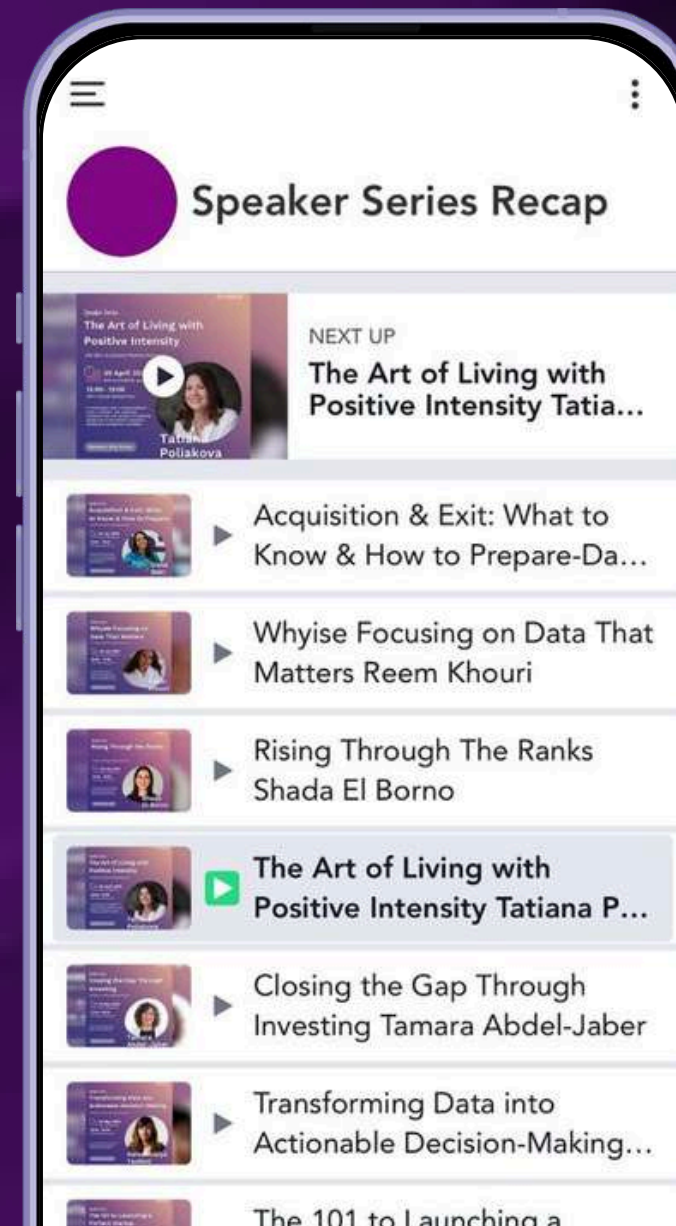 Speaker Series Recap
The Art of Living with
Positive Intensity
Tatiana
Poliakova
NEXT UP
The Art of Living with
Positive Intensity Tatia...
Acquisition & Exit: What to
Know & How to Prepare-Da...
Whyise Focusing on Data That
Matters Reem Khouri
Rising Through The Ranks
Shada El Borno
The Art of Living with
Positive Intensity Tatiana P...
Closing the Gap Through
Investing Tamara Abdel-Jaber
Transforming Data into
Actionable Decision-Making...
The 101 to Launching a